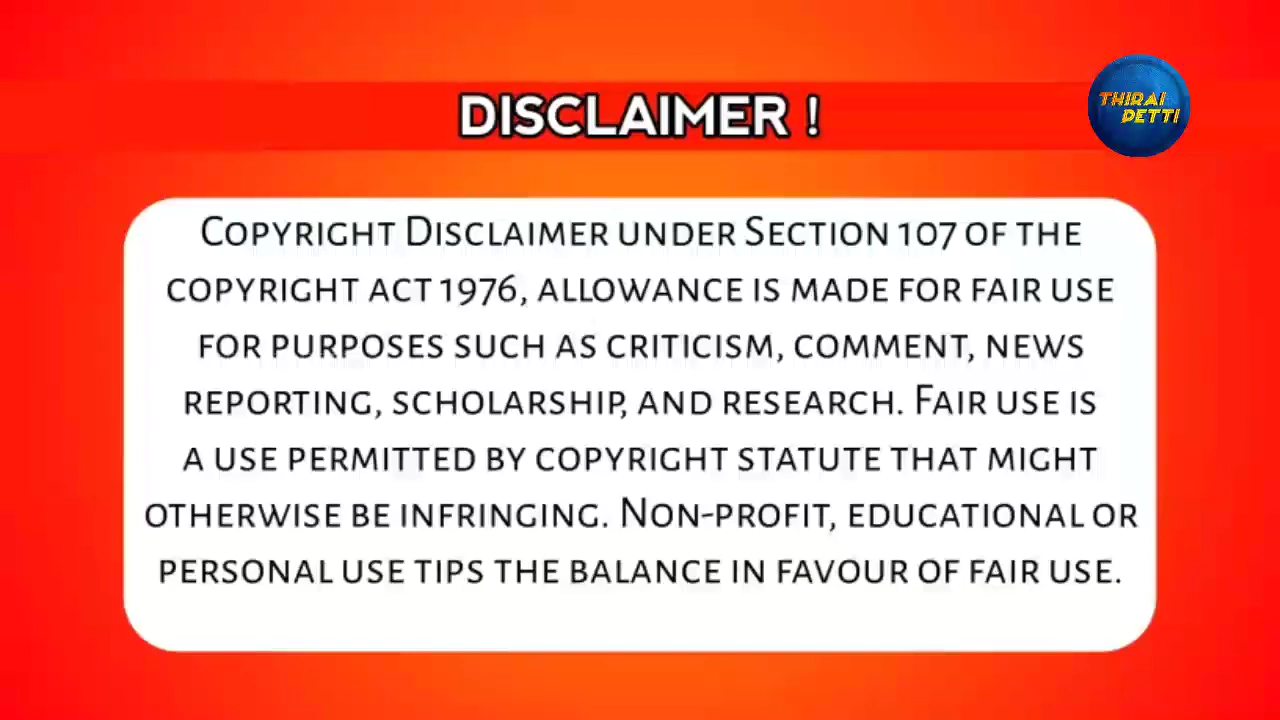 DISCLAIMER !
THIRAI
PETTI
Copyright Disclaimer under Section 107 of the
copyright act 1976, allowance is made for fair use
for purposes such as criticism, comment, news
reporting, scholarship, and research. Fair use is
a use permitted by copyright statute that might
otherwise be infringing. Non-profit, educational or
personal use tips the balance in favour of fair use.